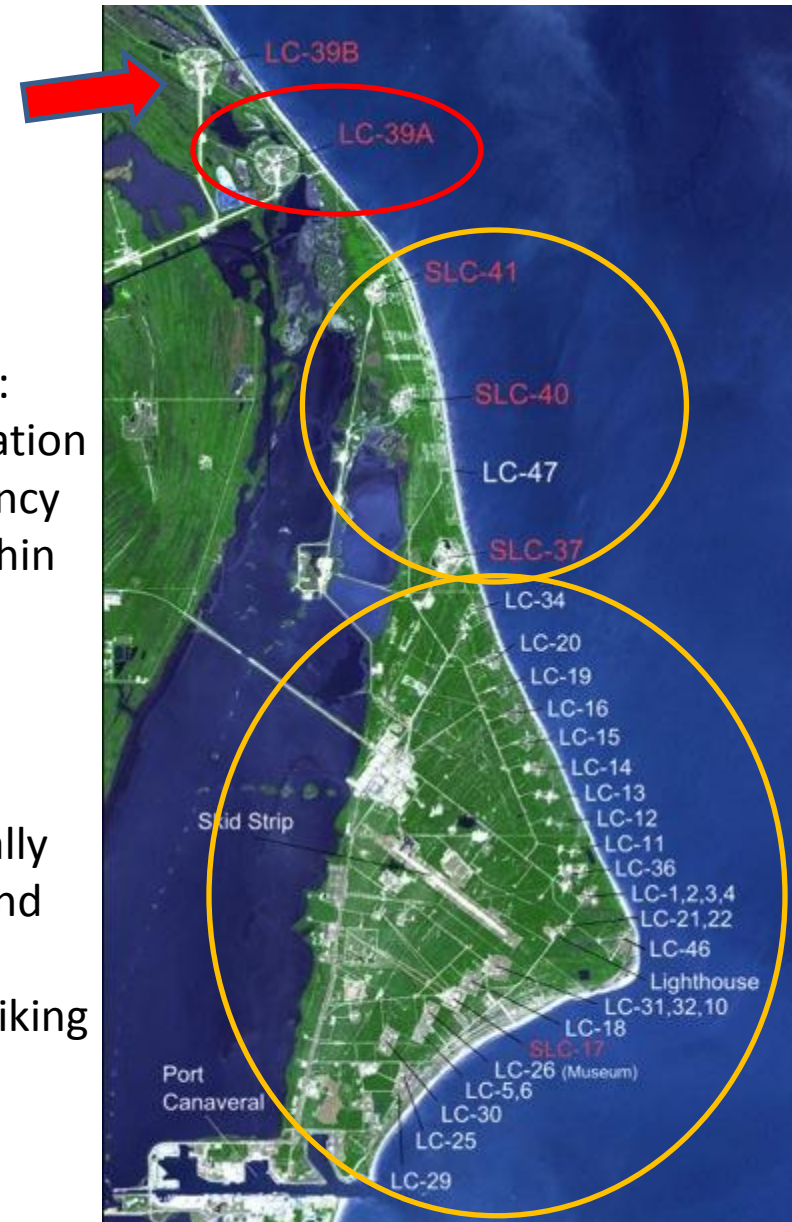 LC-39B
LC-39A
SLC-41
:
ation
SLC-40
ncy
LC-47
hin
SLC-37
LC-34
LC-20
LC-19
LC-16
LC-15
LC-14
LC-13
Skid Strip
LC-12
ally
LC-11
LC-36
nd
LC-1,2,3,4
LC-21,22
LC-46
Lighthouse
LC-31,32,10
iking
LC-18
SLC-17
LC-26 (Museum)
Port
Canaveral
LC-5,6
LC-30
LC-25
LC-29